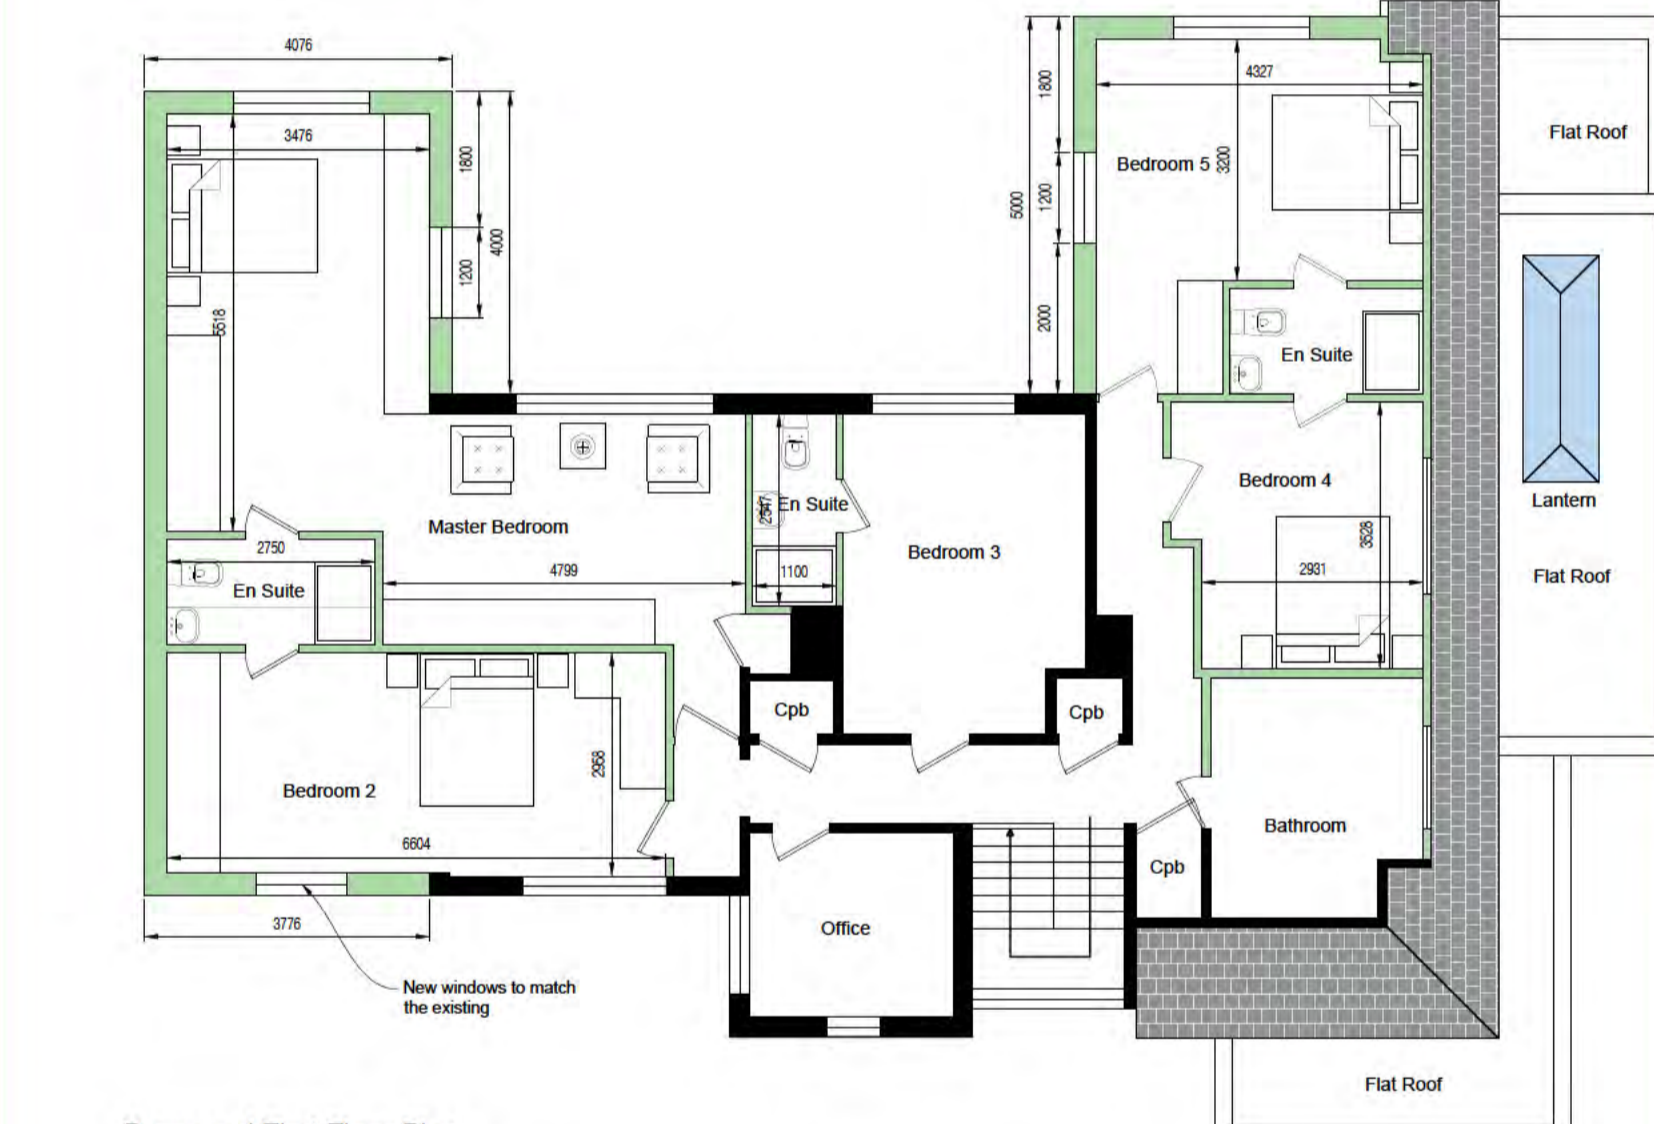 4076
3476
1800
4000
1200
5518
5000
1800
1200
2000
4327
Bedroom 5
3200
Flat Roof
En Suite
Master Bedroom
2750
En Suite
4799
2547
En Suite
1100
Bedroom 3
Bedroom 4
3628
2931
Lantern
Flat Roof
Cpb
Cpb
Bedroom 2
2958
6604
Bathroom
Cpb
3776
Office
New windows to match
the existing
Flat Roof